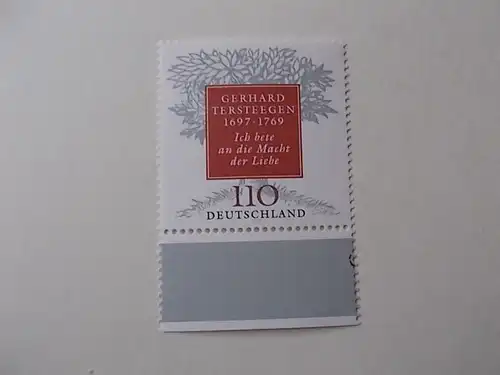 GERHARD
TERSTEEGEN
1697·1769
Ich bete
an die Macht
der Liebe
110
DEUTSCHLAND